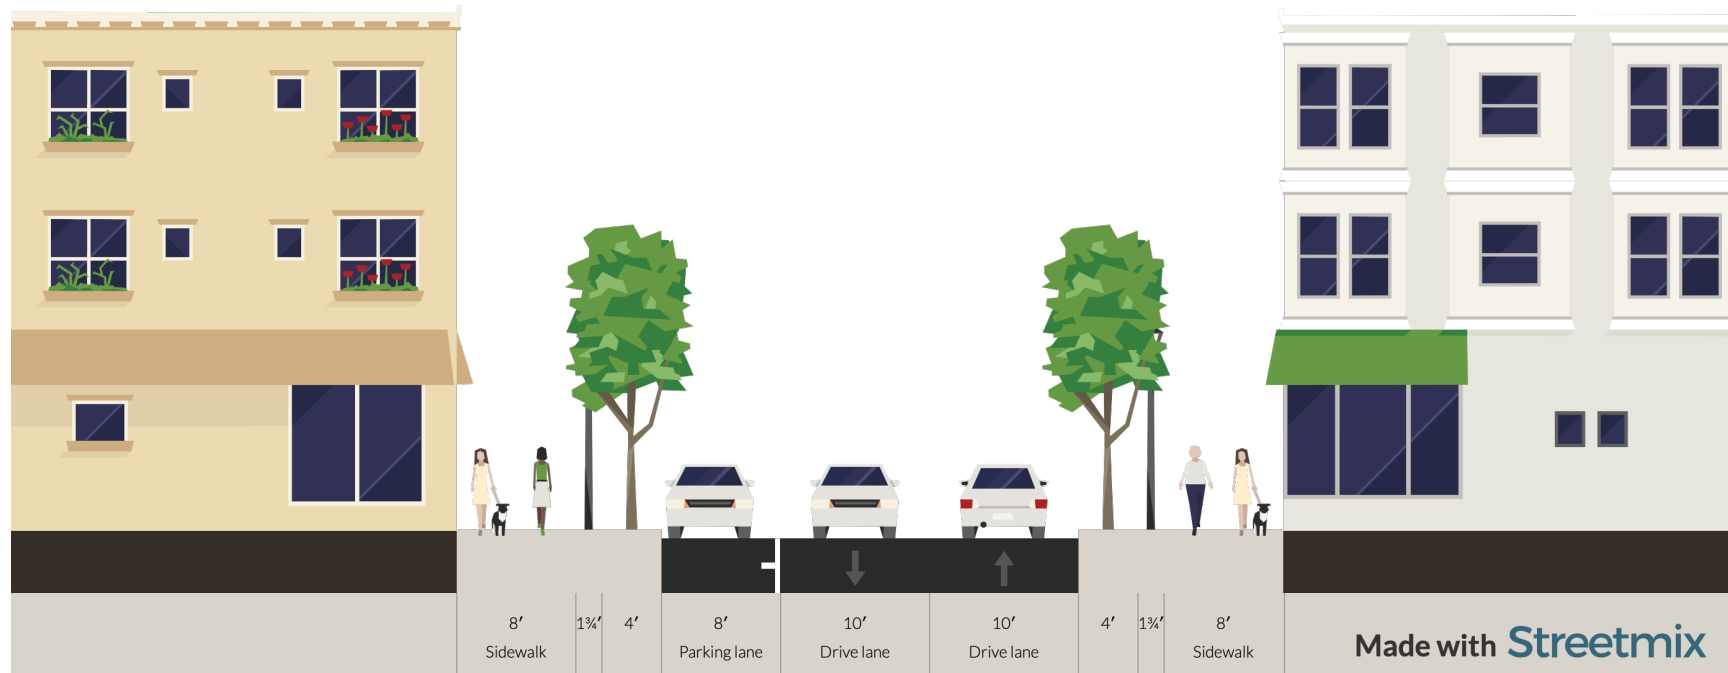 8′ 1¾′ 4′ 8′ 10′ 10′ 4′ 1¾′ 8′
Sidewalk Parking lane Drive lane Drive lane Sidewalk
Made with Streetmix